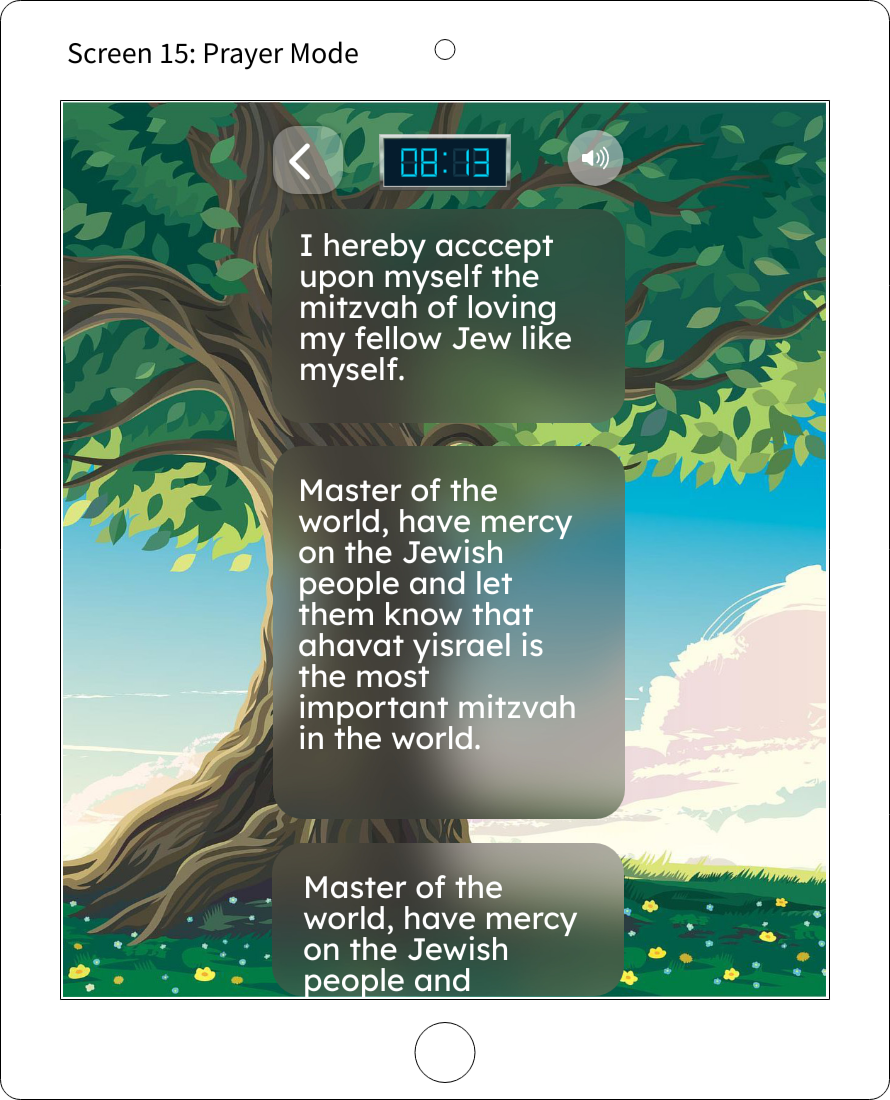 Screen 15: Prayer Mode
08:13
I hereby acccept
upon myself the
mitzvah of loving
my fellow Jew like
myself.
Master of the
world, have mercy
on the Jewish
people and let
them know that
ahavat yisrael is
the most
important mitzvah
in the world.
Master of the
world, have mercy
on the Jewish
people and